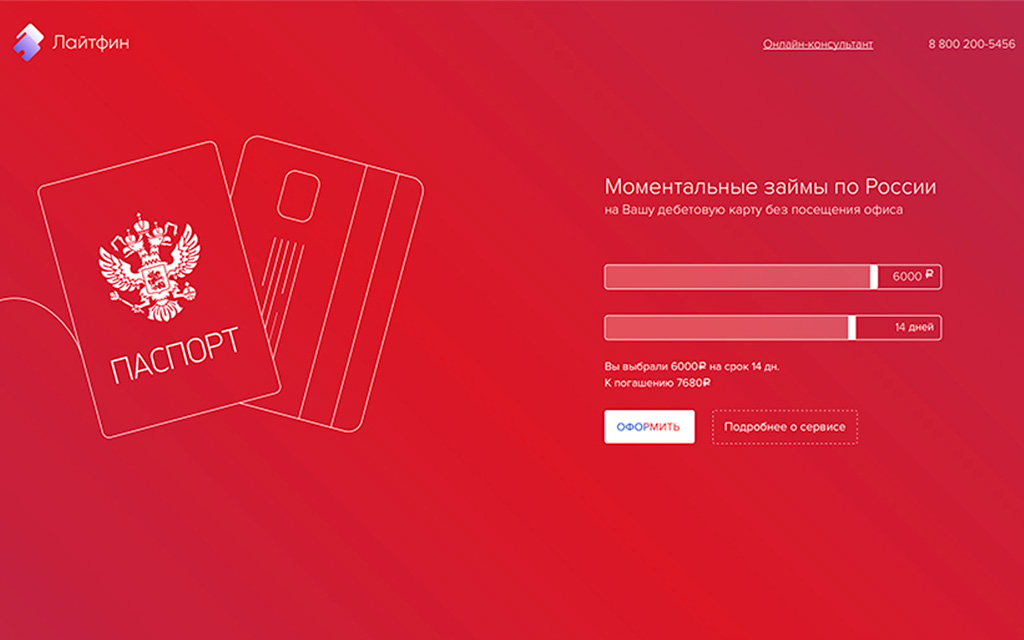 Лайтфин
Онлайн-консультант
8 800 200-5456
ПАСПОРТ
Моментальные займы по России
на Вашу дебетовую карту без посещения офиса
6000 ₽
14 дней
Вы выбрали 6000₽ на срок 14 дн.
К погашению 7680₽
ОФОРМИТЬ
Подробнее о сервисе